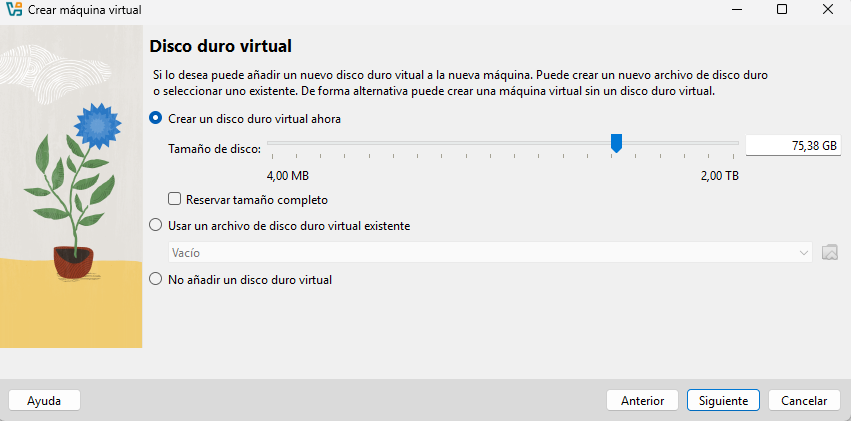 Crear máquina virtual
Disco duro virtual
Si lo desea puede añadir un nuevo disco duro vitual a la nueva máquina. Puede crear un nuevo archivo de disco duro
o seleccionar uno existente. De forma alternativa puede crear una máquina virtual sin un disco duro virtual.
Crear un disco duro virtual ahora
Tamaño de disco:
75,38 GB
4,00 MB
2,00 TB
Reservar tamaño completo
Usar un archivo de disco duro virtual existente
Vacío
No añadir un disco duro virtual
Ayuda
Anterior
Siguiente
Cancelar